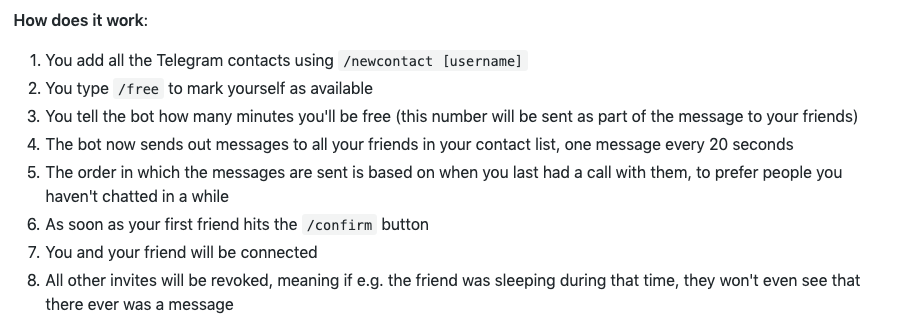 How does it work:
1. You add all the Telegram contacts using /newcontact [username]
2. You type /free to mark yourself as available
3. You tell the bot how many minutes you'll be free (this number will be sent as part of the message to your friends)
4. The bot now sends out messages to all your friends in your contact list, one message every 20 seconds
5. The order in which the messages are sent is based on when you last had a call with them, to prefer people you
haven't chatted in a while
6. As soon as your first friend hits the /confirm button
7. You and your friend will be connected
8. All other invites will be revoked, meaning if e.g. the friend was sleeping during that time, they won't even see that
there ever was a message